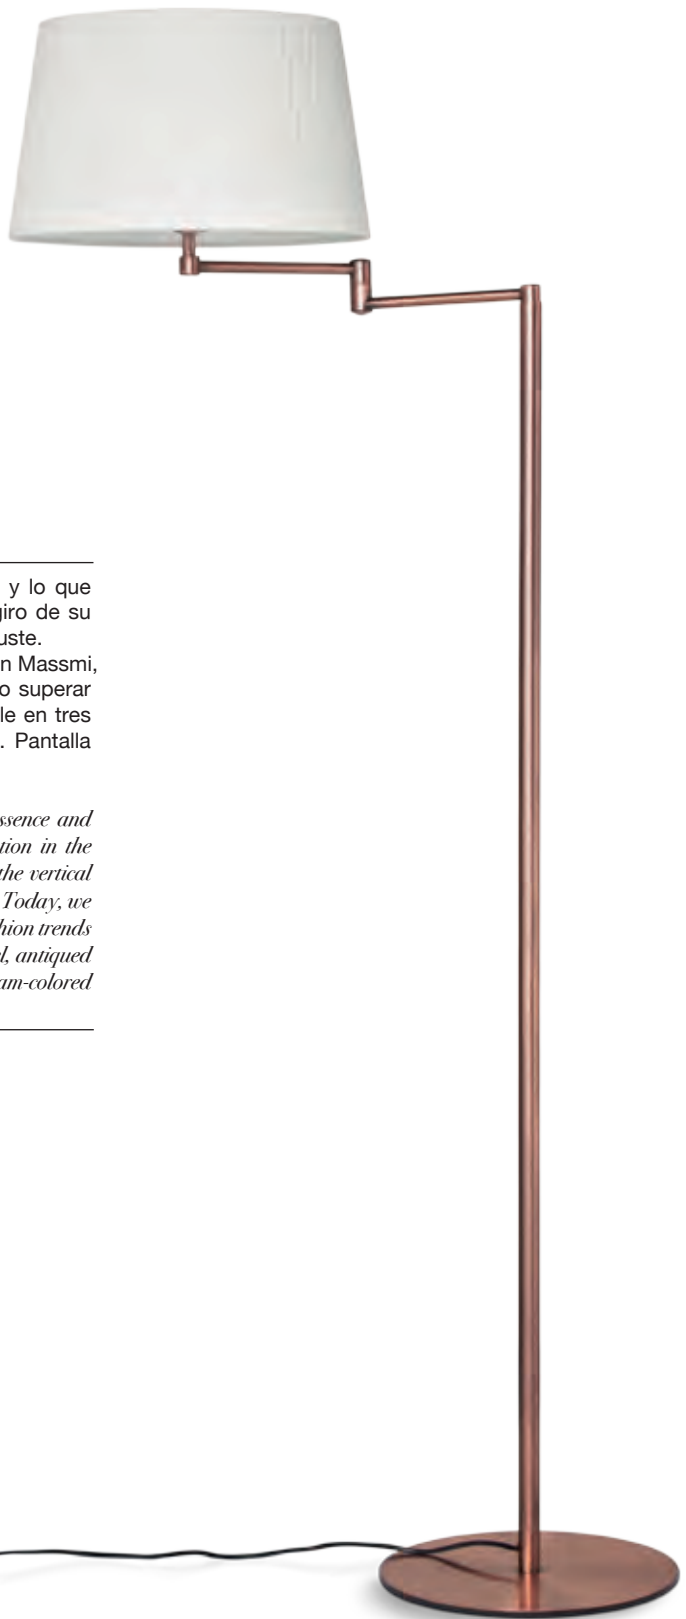 y lo que
giro de su
uste.
n Massmi,
o superar
le en tres
. Pantalla
ssence and
tion in the
the vertical
Today, we
hion trends
l, antiqued
am-colored